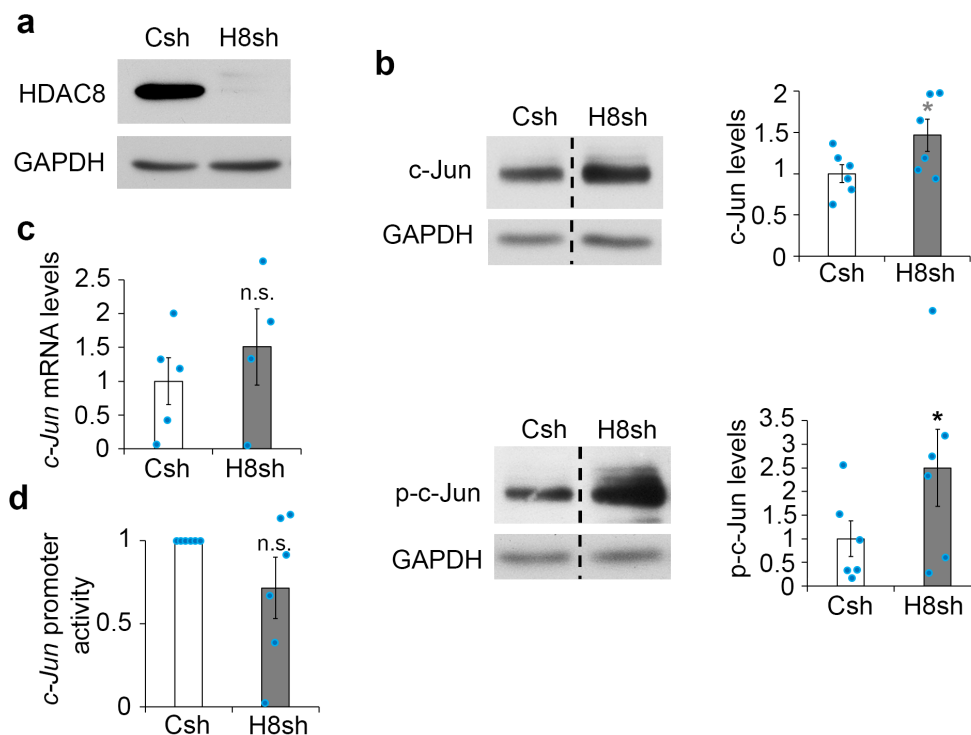 a
Csh H8sh
HDAC8
GAPDH
b
Csh H8sh
c-Jun
GAPDH
c-Jun levels
2
1.5
1
0.5
0
*
Csh H8sh
c
c-Jun mRNA levels
2.5
2
1.5
1
0.5
0
n.s.
Csh H8sh
Csh H8sh
p-c-Jun
GAPDH
p-c-Jun levels
3.5
2.5
2
1.5
1
0.5
0
*
Csh H8sh
d
c-Jun promoter
activity
1
0.5
0
n.s.
Csh H8sh